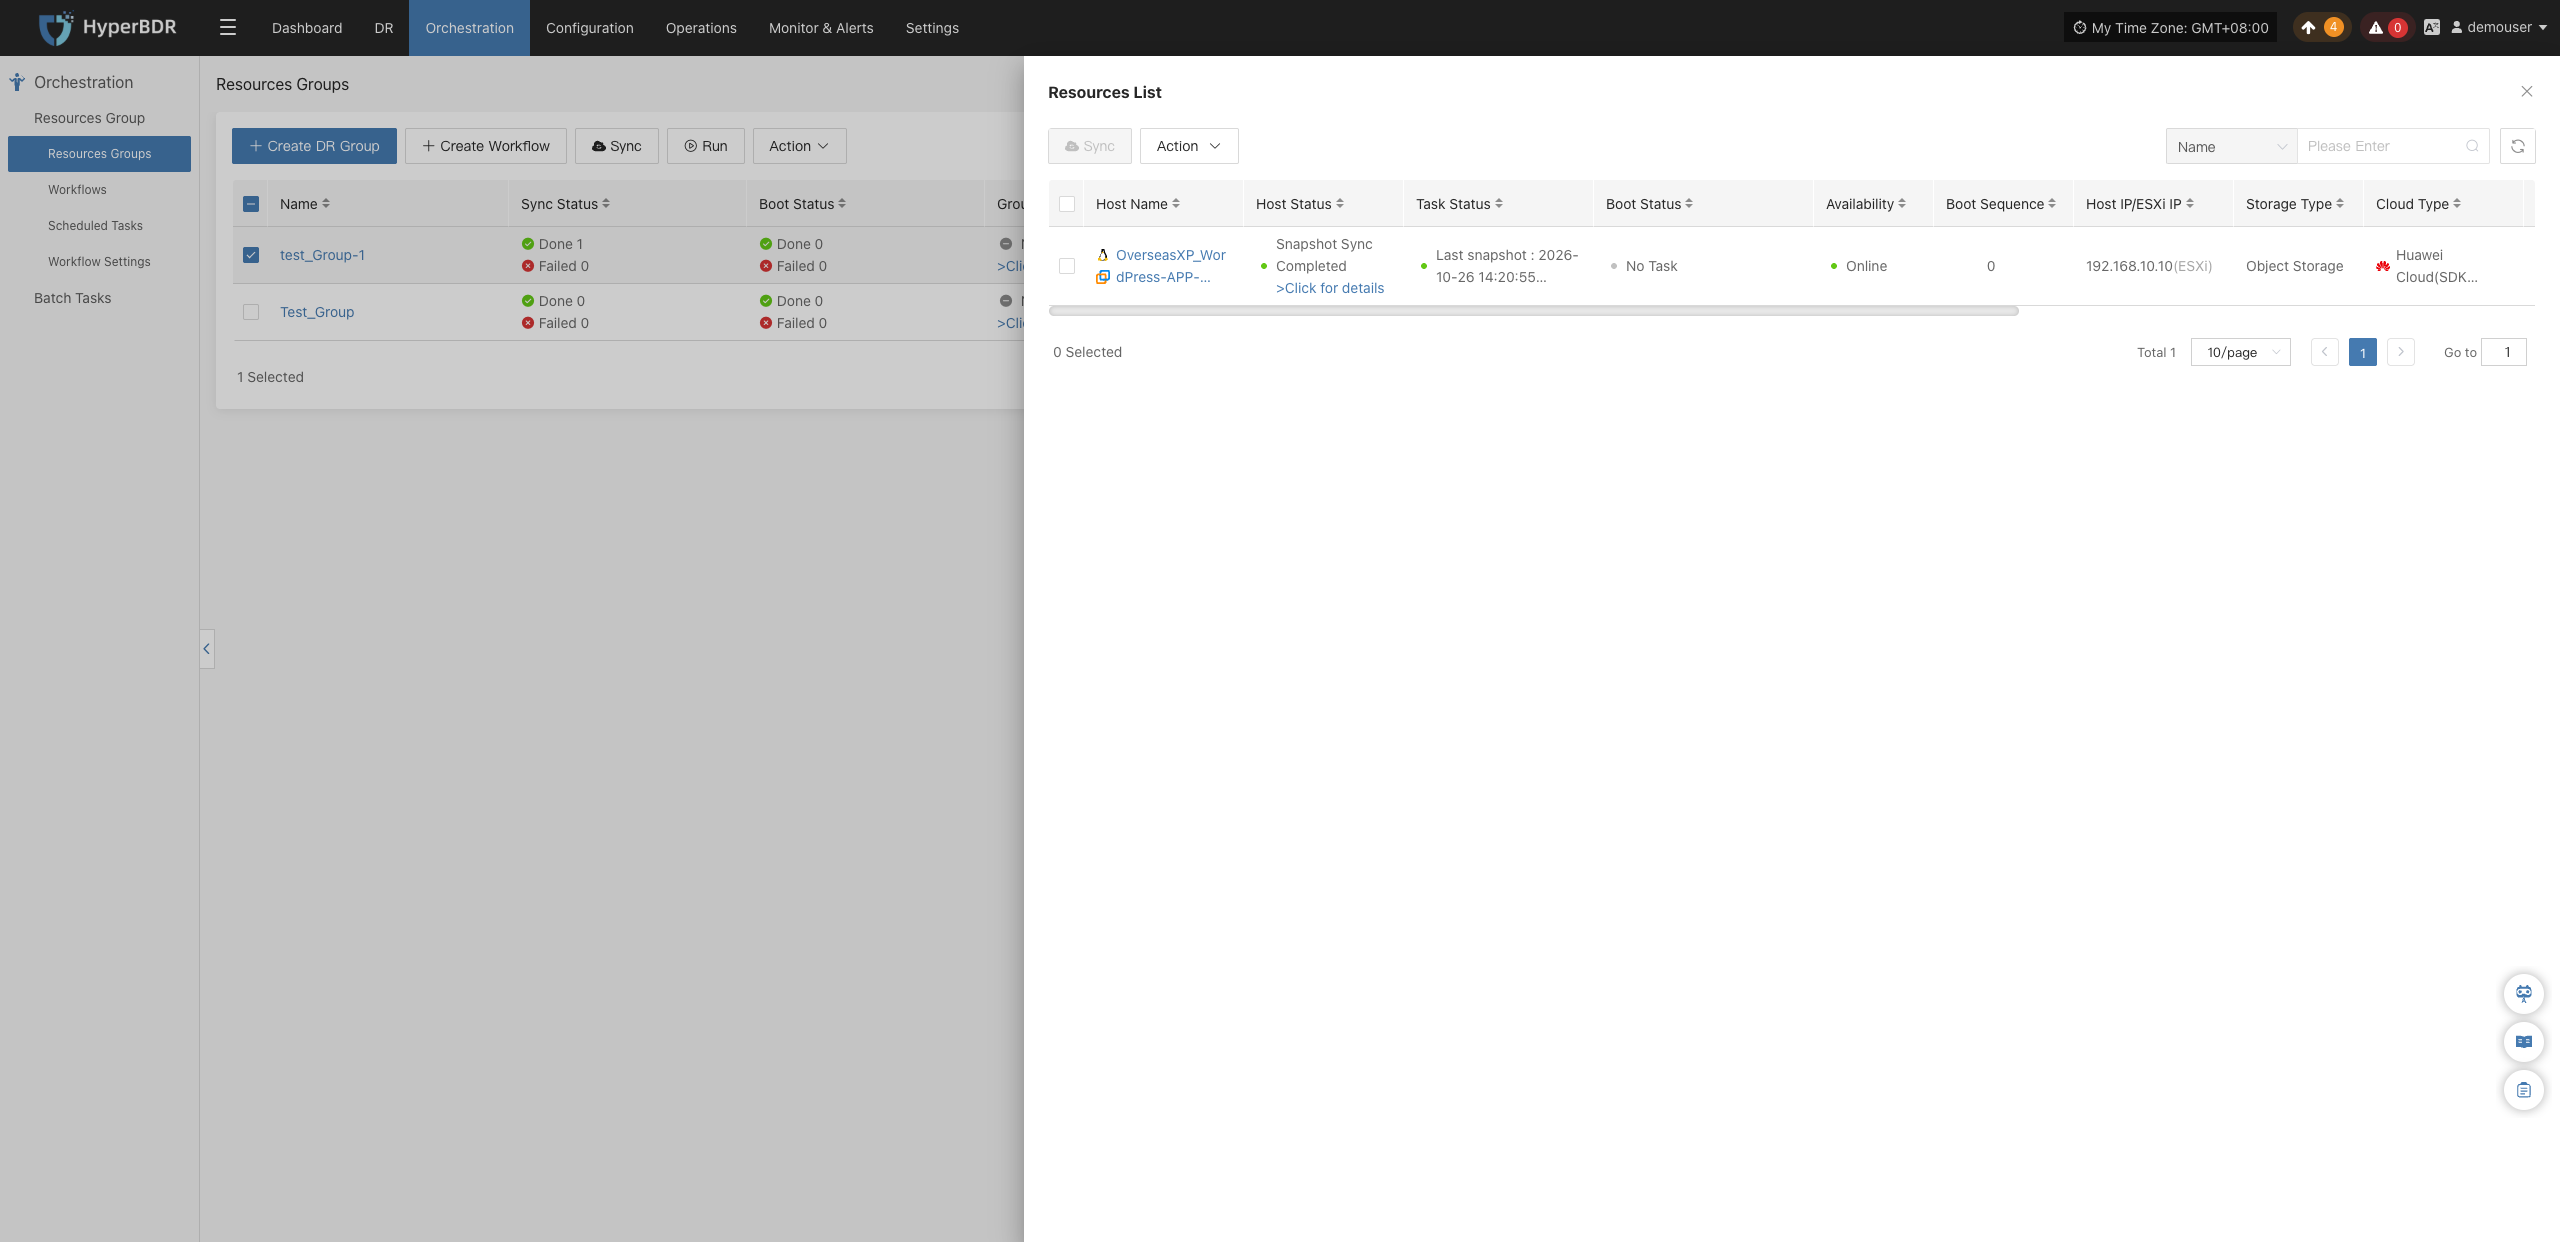 HyperBDR
Dashboard
DR
Orchestration
Configuration
Operations
Monitor & Alerts
Settings
My Time Zone: GMT+08:00
4
0
demouser
Orchestration
Resources Group
Resources Groups
Workflows
Scheduled Tasks
Workflow Settings
Batch Tasks
Resources Groups
Create DR Group
Create Workflow
Sync
Run
Action
Name
Sync Status
Boot Status
Grou
test_Group-1
Done 1
Failed 0
Done 0
Failed 0
>Clic
Test_Group
Done 0
Failed 0
Done 0
Failed 0
>Clic
1 Selected
Resources List
Sync
Action
Name
Please Enter
Host Name
Host Status
Task Status
Boot Status
Availability
Boot Sequence
Host IP/ESXi IP
Storage Type
Cloud Type
OverseasXP_Wor
dPress-APP-...
Snapshot Sync
Completed
>Click for details
Last snapshot : 2026-
10-26 14:20:55...
No Task
Online
0
192.168.10.10(ESXi)
Object Storage
Huawei
Cloud(SDK...
0 Selected
Total 1
10/page
1
Go to
1